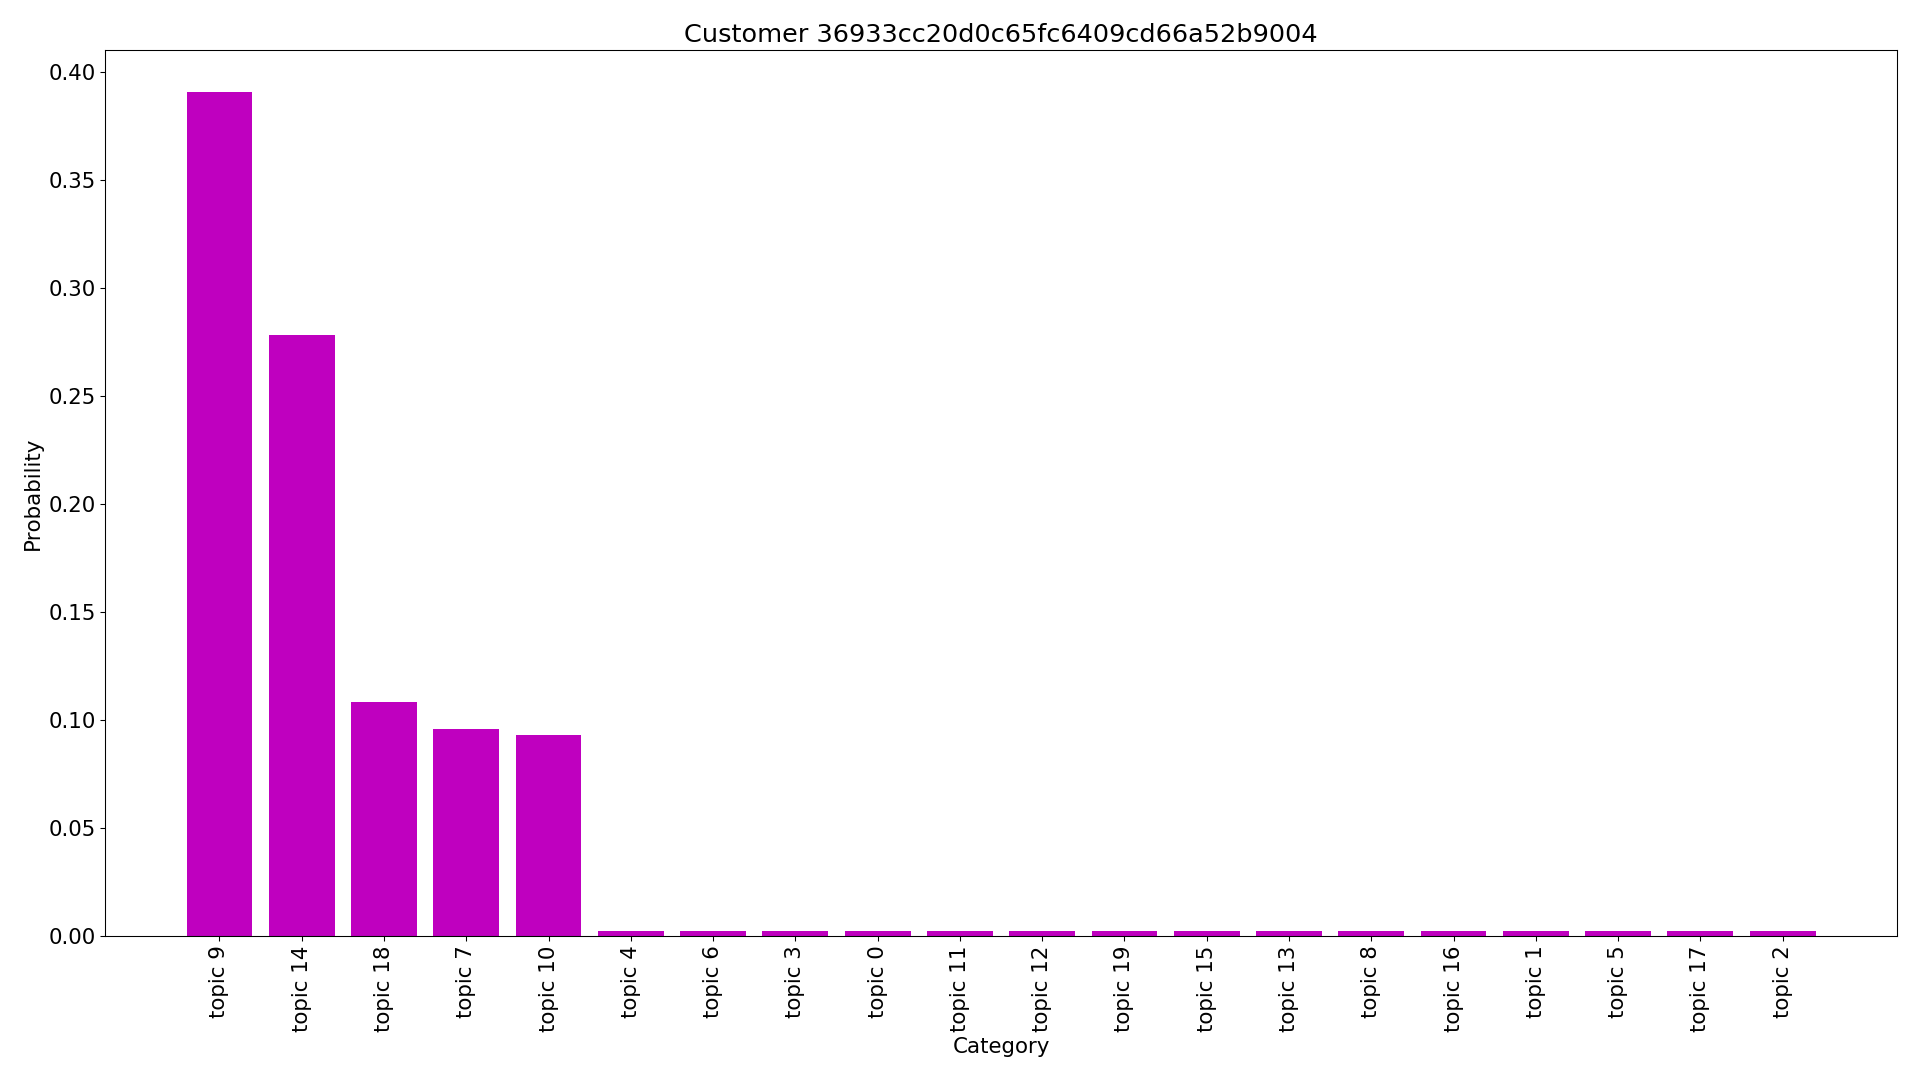 Customer 36933cc20d0c65fc6409cd66a52b9004
0.40
0.35
0.30
0.25
0.20
0.15
0.10
0.05
0.00
Probability
topic 9
topic 14
topic 18
topic 7
topic 10
topic 4
topic 6
topic 3
topic 0
topic 11
topic 12
topic 19
topic 15
topic 13
topic 8
topic 16
topic 1
topic 5
topic 17
topic 2
Category